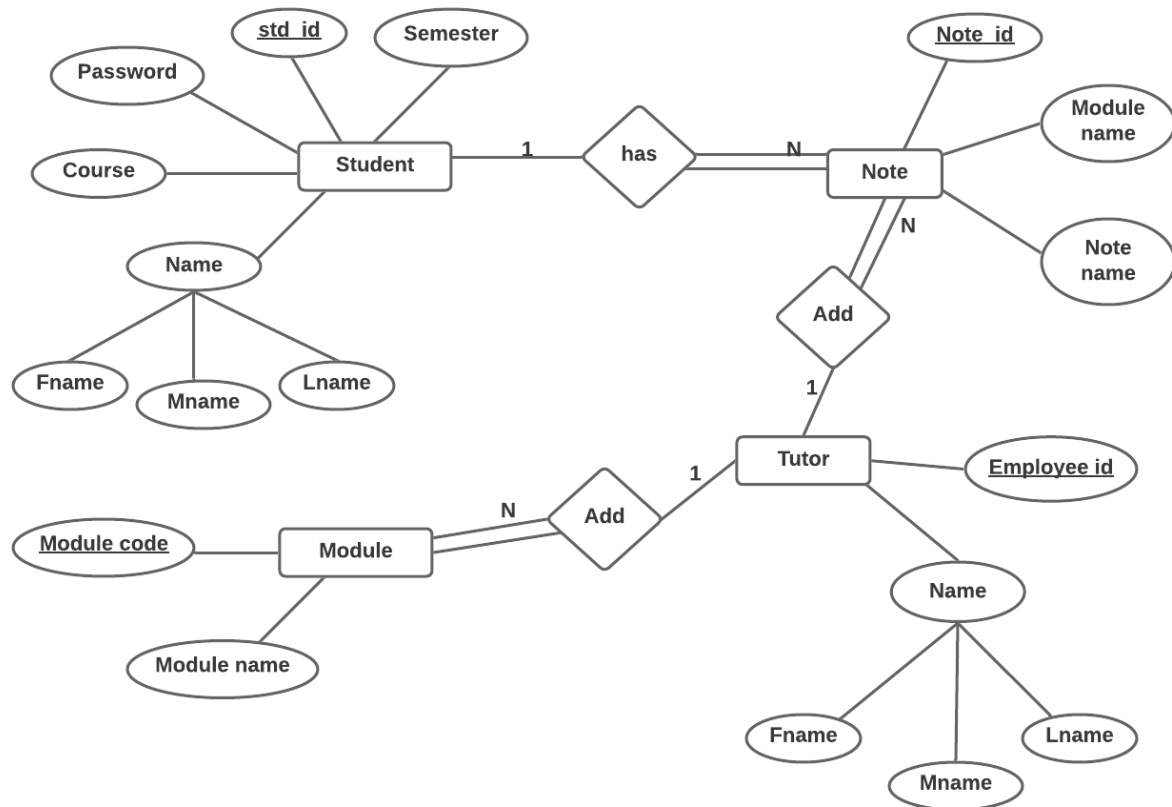 std_id
Semester
Note_id
Password
Module
name
1
has
N
Student
Note
Course
N
Name
Note
name
Add
Fname
Lname
Mname
1
Tutor
Employee id
1
N
Add
Module code
Module
Name
Module name
Fname
Lname
Mname